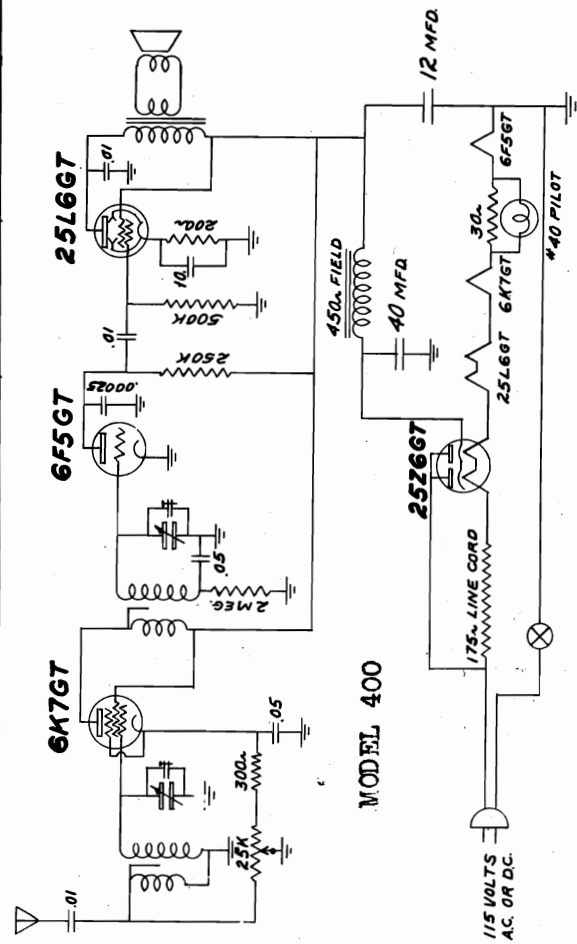 6K7GT
6F5GT
25L6GT
.01
.01
.00025
.01
10.
200Ω
500K
250K
.05
2 MEG.
300Ω
.05
25K
MODEL 400
450Ω FIELD
40 MFD.
12 MFD.
25Z6GT
175Ω LINE CORD
25L6GT
6K7GT
30Ω
6F5GT
#40 PILOT
115 VOLTS
A.C. OR D.C.